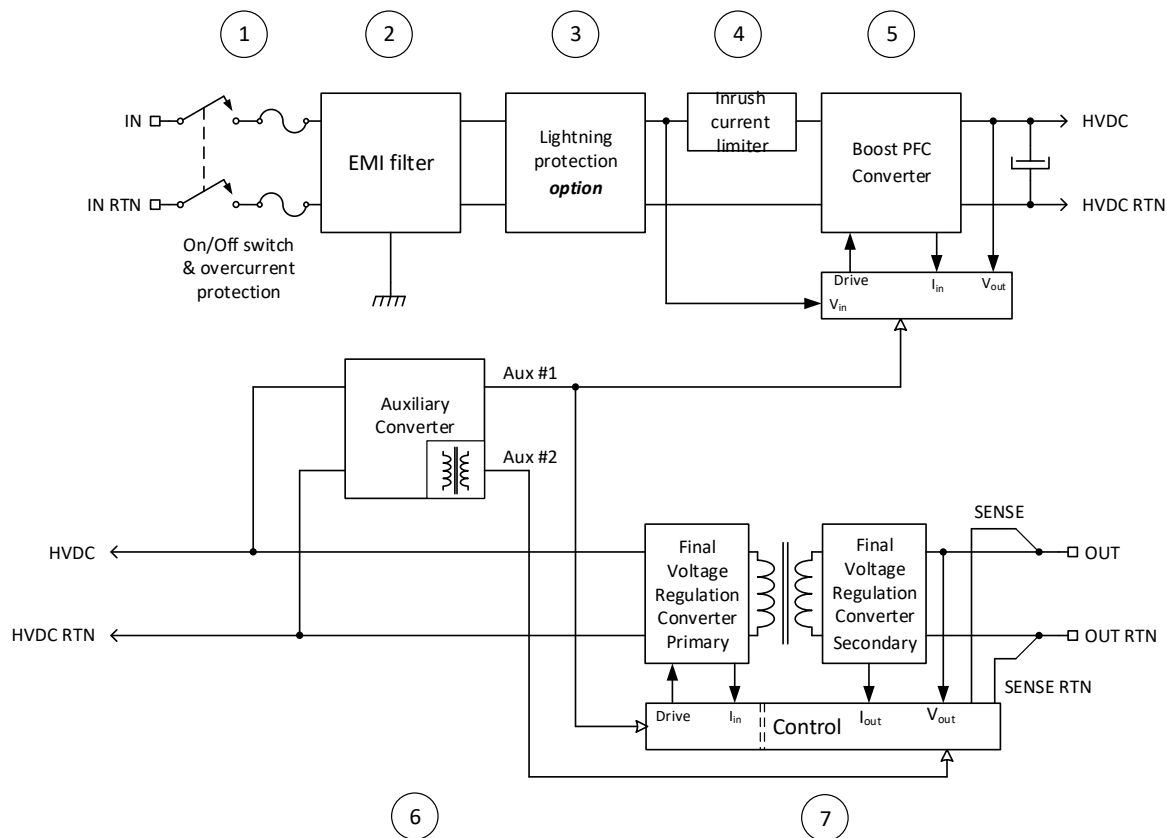 1
2
3
4
5
IN
IN RTN
On/Off switch
& overcurrent
protection
EMI filter
Lightning
protection
option
Inrush
current
limiter
Boost PFC
Converter
HVDC
HVDC RTN
Drive
Iin
Vout
Vin
Auxiliary
Converter
Aux #1
Aux #2
HVDC
HVDC RTN
Final
Voltage
Regulation
Converter
Primary
Final
Voltage
Regulation
Converter
Secondary
SENSE
OUT
OUT RTN
SENSE RTN
Drive
Iin
Control
Iout
Vout
6
7